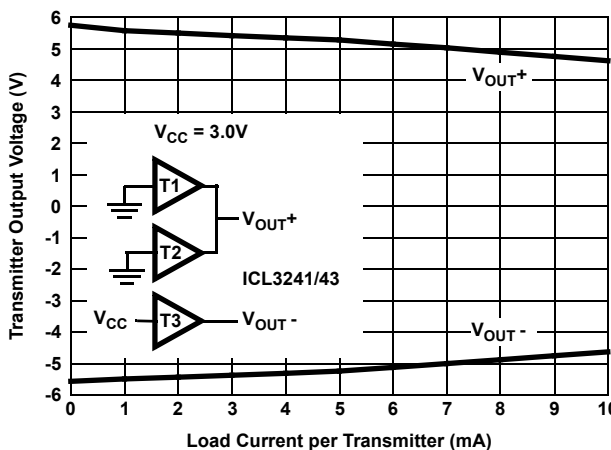 Transmitter Output Voltage (V)
6
5
4
3
2
1
0
-1
-2
-3
-4
-5
-6
VOUT+
VCC = 3.0V
T1
VOUT+
T2
ICL3241/43
VCC
T3
VOUT -
VOUT -
0 1 2 3 4 5 6 7 8 9 10
Load Current per Transmitter (mA)